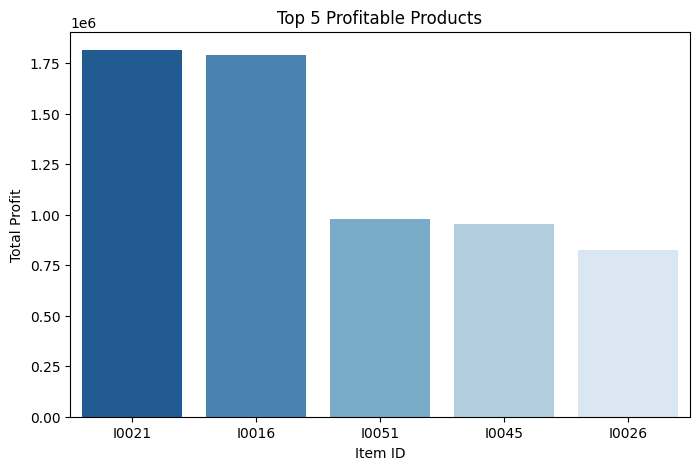 Top 5 Profitable Products
1e6
1.75
1.50
1.25
1.00
0.75
0.50
0.25
0.00
Total Profit
I0021 I0016 I0051 I0045 I0026
Item ID